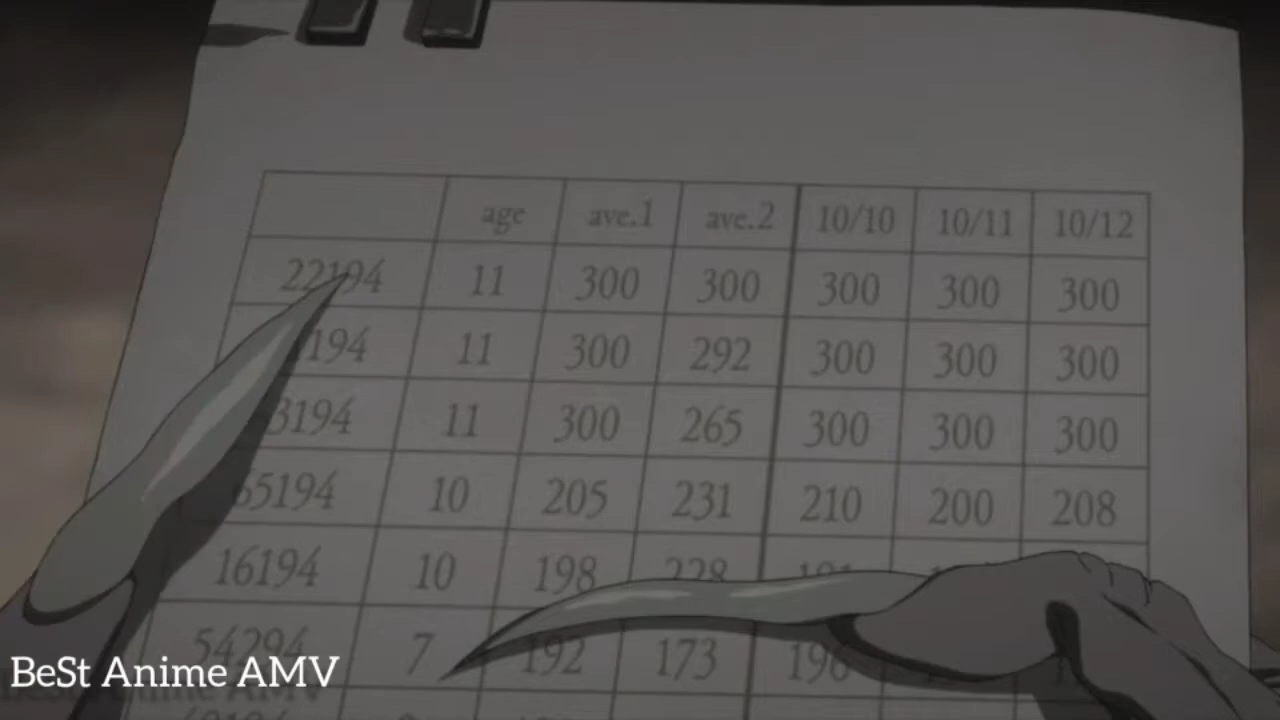 age ave.1 ave.2 10/10 10/11 10/12
22194 11 300 300 300 300 300
11 300 292 300 300 300
11 300 265 300 300 300
65194 10 205 231 210 200 208
16194 10 198 228
54294 7 192 173
BeSt Anime AMV